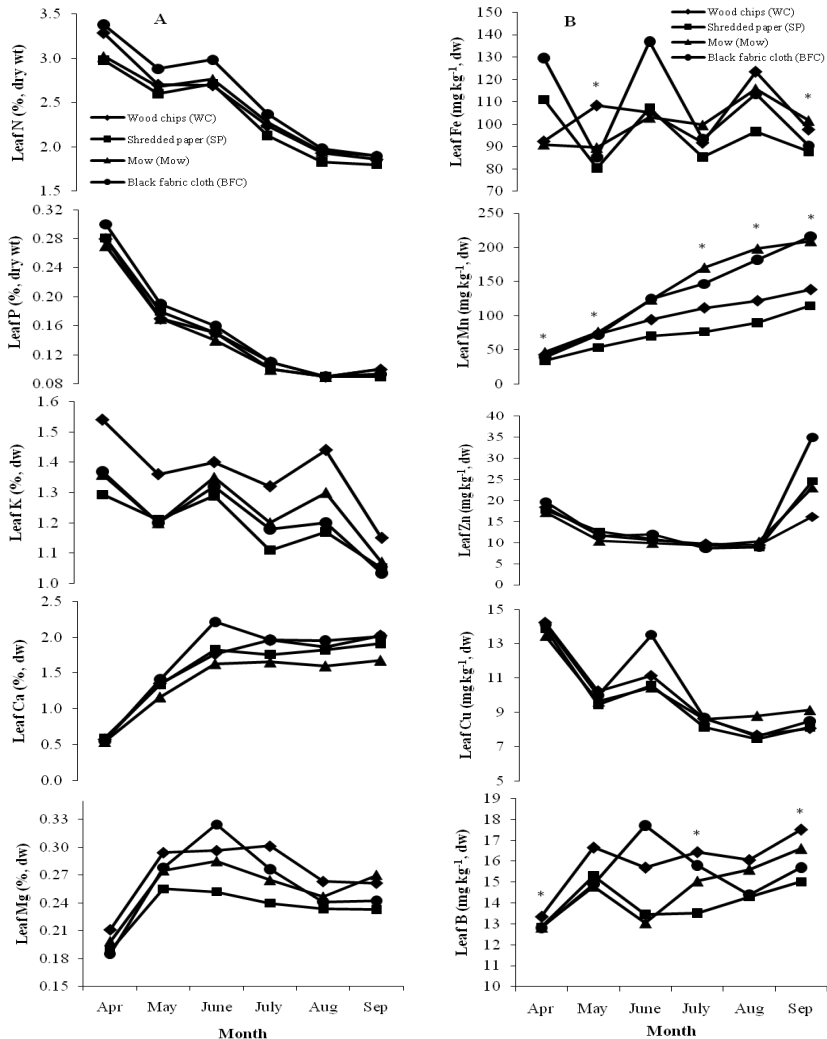 A
Leaf N (%, dry wt)
3.5
3.0
2.5
2.0
1.5
Wood chips (WC)
Shredded paper (SP)
Mow (Mow)
Black fabric cloth (BFC)
Leaf P (%, dry wt)
0.32
0.28
0.24
0.20
0.16
0.12
0.08
Leaf K (%, dw)
1.6
1.5
1.4
1.3
1.2
1.1
1.0
Leaf Ca (%, dw)
2.5
2.0
1.5
1.0
0.5
0.0
Leaf Mg (%, dw)
0.33
0.30
0.27
0.24
0.21
0.18
0.15
Apr May June July Aug Sep
Month
B
Wood chips (WC)
Shredded paper (SP)
Mow (Mow)
Black fabric cloth (BFC)
Leaf Fe (mg kg⁻¹, dw)
150
140
130
120
110
100
90
80
70
* *
Leaf Mn (mg kg⁻¹, dw)
250
200
150
100
50
0
* * * * *
Leaf Zn (mg kg⁻¹, dw)
40
35
30
25
20
15
10
5
0
Leaf Cu (mg kg⁻¹, dw)
15
13
11
9
7
5
Leaf B (mg kg⁻¹, dw)
19
18
17
16
15
14
13
12
11
10
* * *
Apr May June July Aug Sep
Month